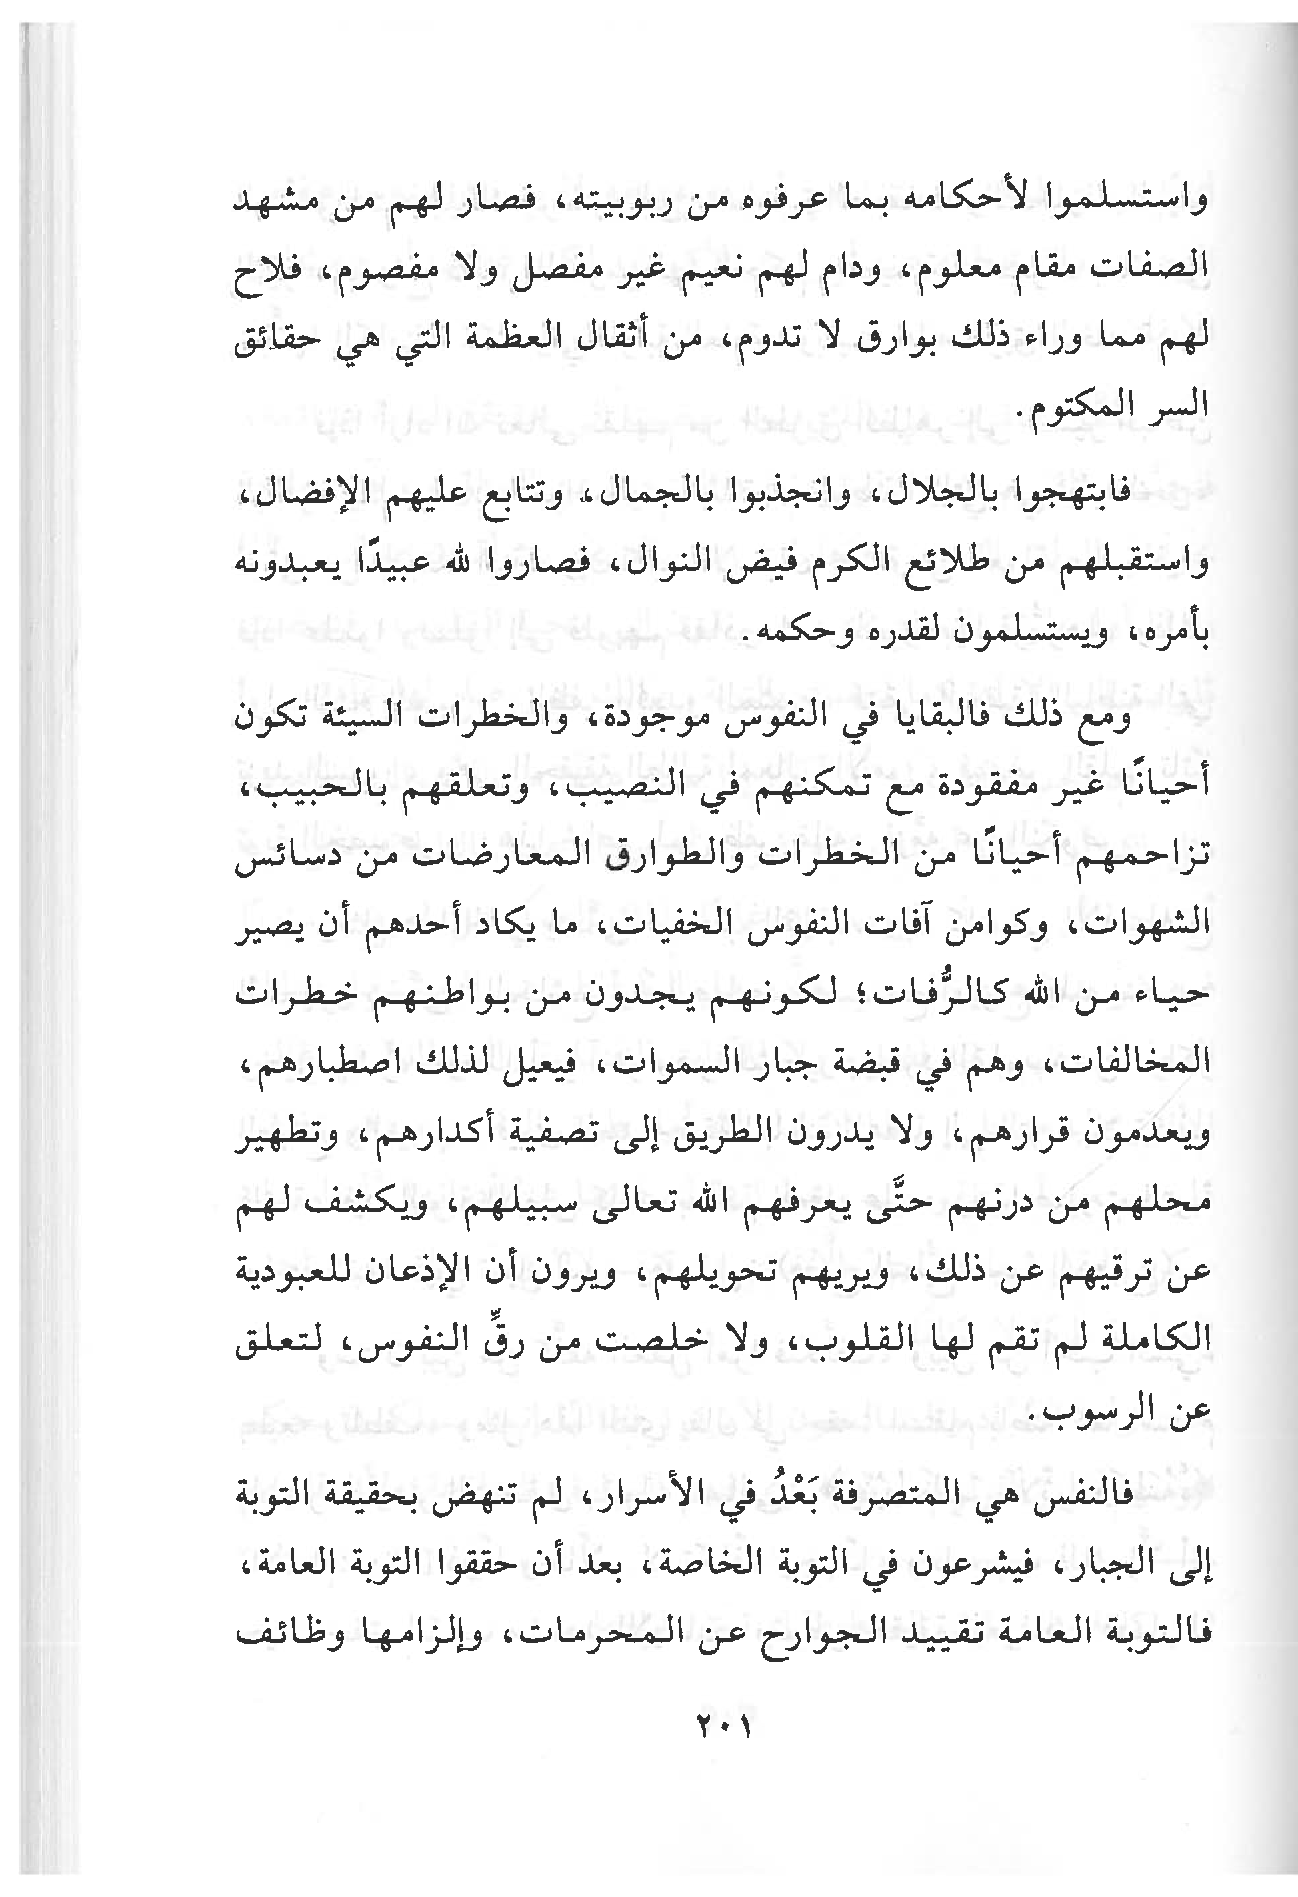 واستسلموا لأحكامه بما عرفوه من ربوبيته، فصار لهم من مشهد
الصفات مقام معلوم، ودام لهم نعيم غير مفصل ولا مفصوم، فلاح
لهم مما وراء ذلك بوارق لا تدوم، من أثقال العظمة التي هي حقائق
السر المكتوم.
فابتهجوا بالجلال، وانجذبوا بالجمال، وتتابع عليهم الإفضال،
واستقبلهم من طلائع الكرم فيض النوال، فصاروا لله عبيدًا يعبدونه
بأمره، ويستسلمون لقدره وحكمه.
ومع ذلك فالبقايا في النفوس موجودة، والخطرات السيئة تكون
أحيانًا غير مفقودة مع تمكنهم في النصيب، وتعلقهم بالحبيب،
تزاحمهم أحيانًا من الخطرات والطوارق المعارضات من دسائس
الشهوات، وكوامن آفات النفوس الخفيات، ما يكاد أحدهم أن يصير
حياء من الله كالرُّفات؛ لكونهم يجدون من بواطنهم خطرات
المخالفات، وهم في قبضة جبار السموات، فيعيل لذلك اصطبارهم،
ويعدمون قرارهم، ولا يدرون الطريق إلى تصفية أكدارهم، وتطهير
محلهم من درنهم حتَّى يعرفهم الله تعالى سبيلهم، ويكشف لهم
عن ترقيهم عن ذلك، ويريهم تحويلهم، ويرون أن الإذعان للعبودية
الكاملة لم تقم لها القلوب، ولا خلصت من رقِّ النفوس، لتعلق
عن الرسوب.
فالنفس هي المتصرفة بَعْدُ في الأسرار، لم تنهض بحقيقة التوبة
إلى الجبار، فيشرعون في التوبة الخاصة، بعد أن حققوا التوبة العامة،
فالتوبة العامة تقييد الجوارح عن المحرمات، وإلزامها وظائف
٢٠١